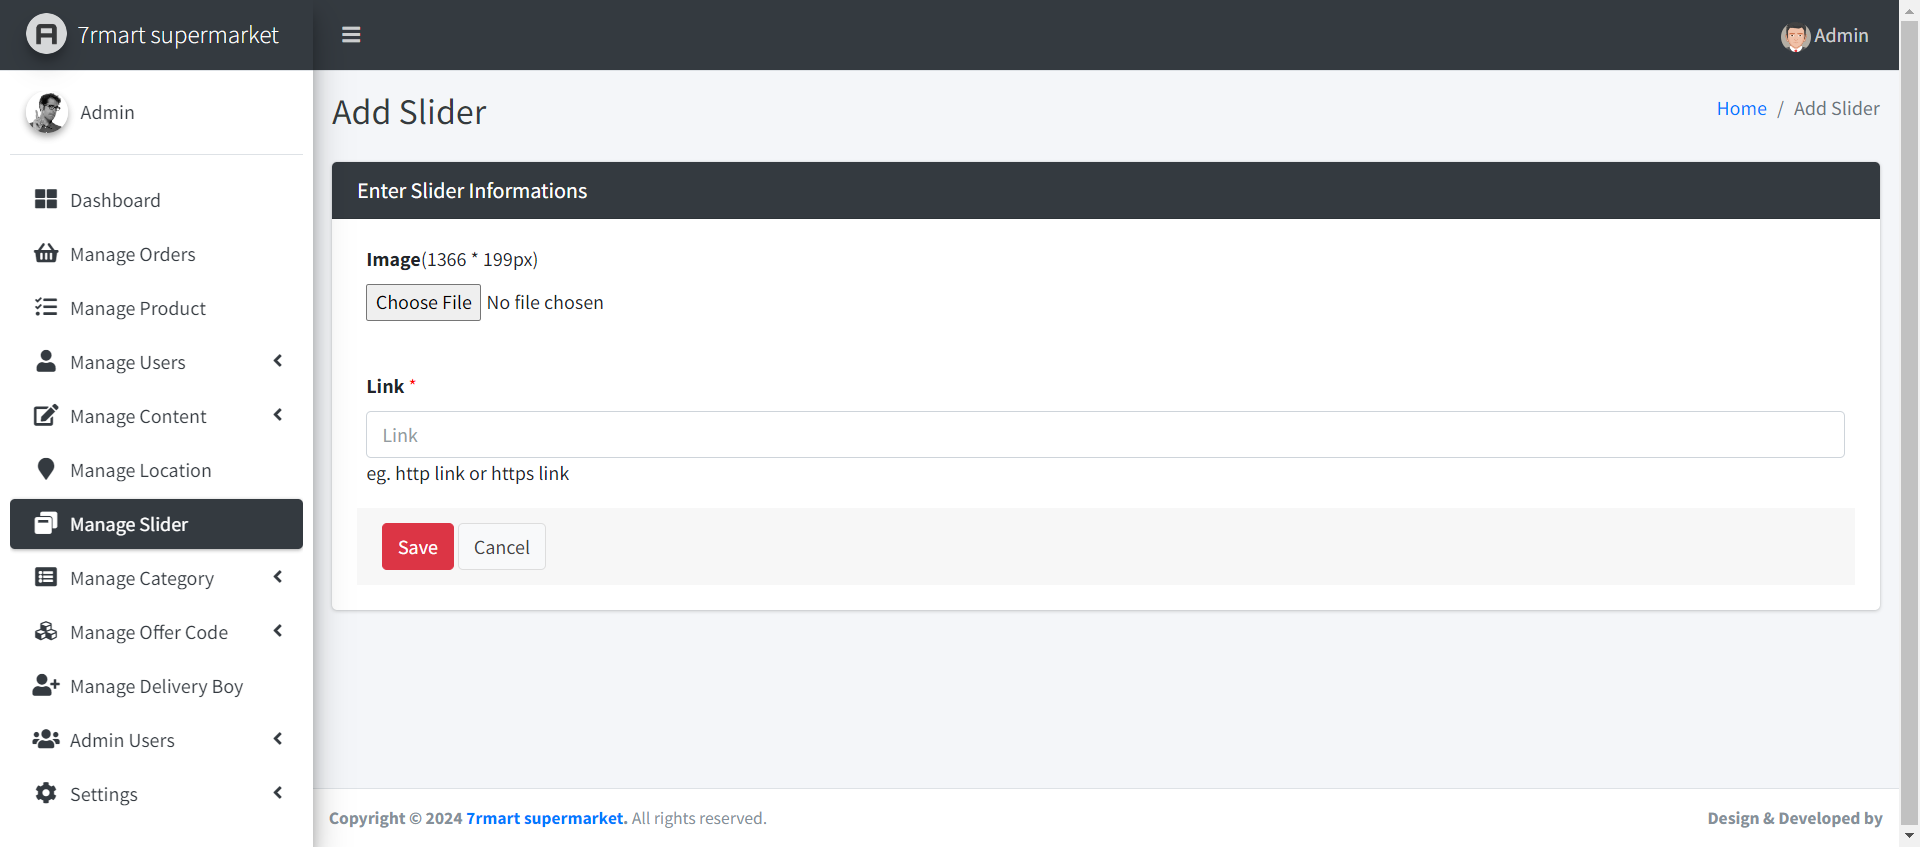 7rmart supermarket
Admin
Admin
Add Slider
Home / Add Slider
Dashboard
Manage Orders
Manage Product
Manage Users
Manage Content
Manage Location
Manage Slider
Manage Category
Manage Offer Code
Manage Delivery Boy
Admin Users
Settings
Enter Slider Informations
Image(1366 * 199px)
Choose File No file chosen
Link *
Link
eg. http link or https link
Save Cancel
Copyright © 2024 7rmart supermarket. All rights reserved.
Design & Developed by